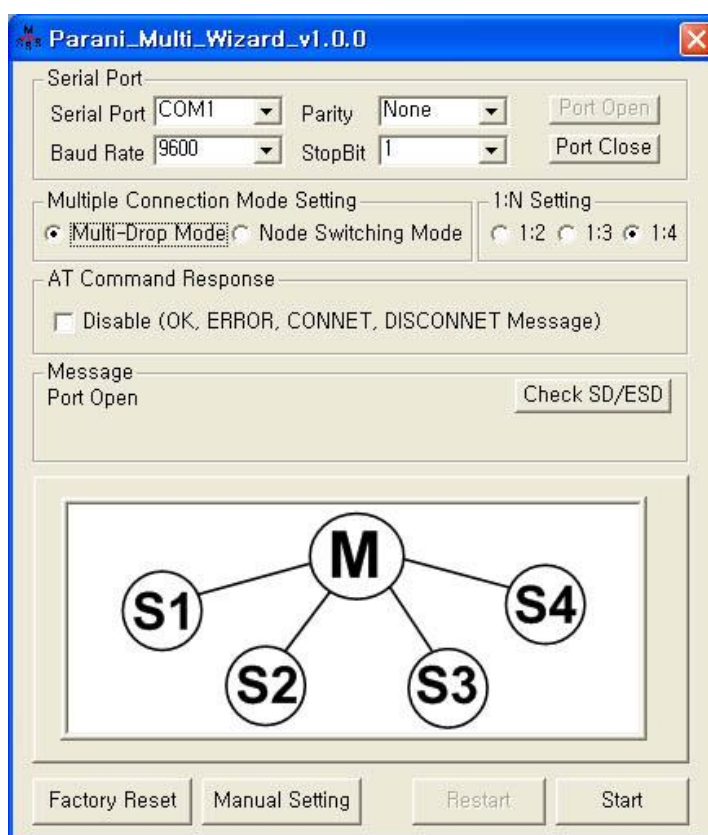 Parani_Multi_Wizard_v1.0.0
Serial Port
Serial Port COM1 Parity None Port Open
Baud Rate 9600 StopBit 1 Port Close
Multiple Connection Mode Setting 1:N Setting
Multi-Drop Mode Node Switching Mode 1:2 1:3 1:4
AT Command Response
Disable (OK, ERROR, CONNET, DISCONNET Message)
Message
Port Open Check SD/ESD
M
S1 S4
S2 S3
Factory Reset Manual Setting Restart Start